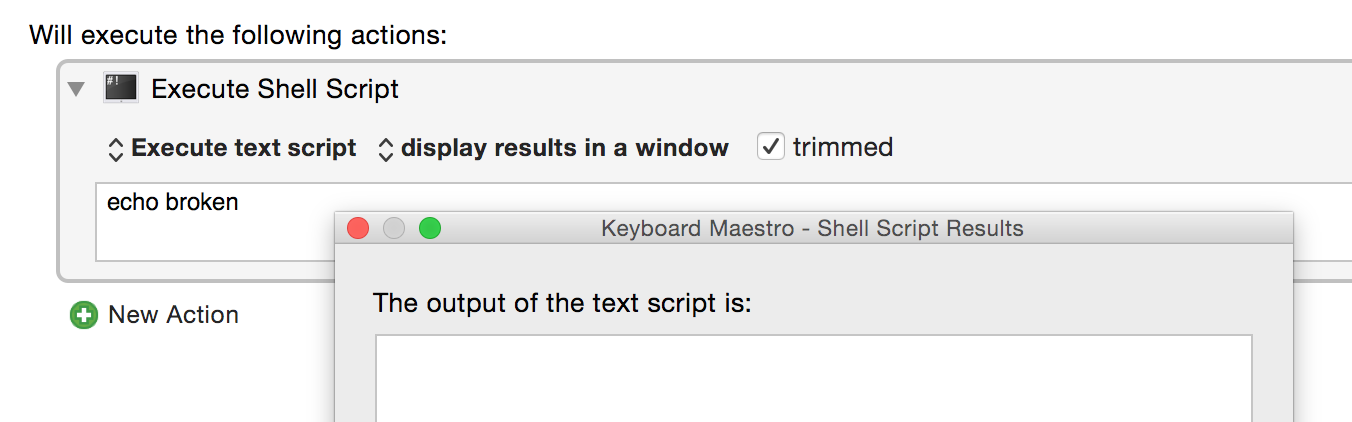 Will execute the following actions:
#!
Execute Shell Script
Execute text script display results in a window trimmed
echo broken
Keyboard Maestro - Shell Script Results
The output of the text script is:
New Action